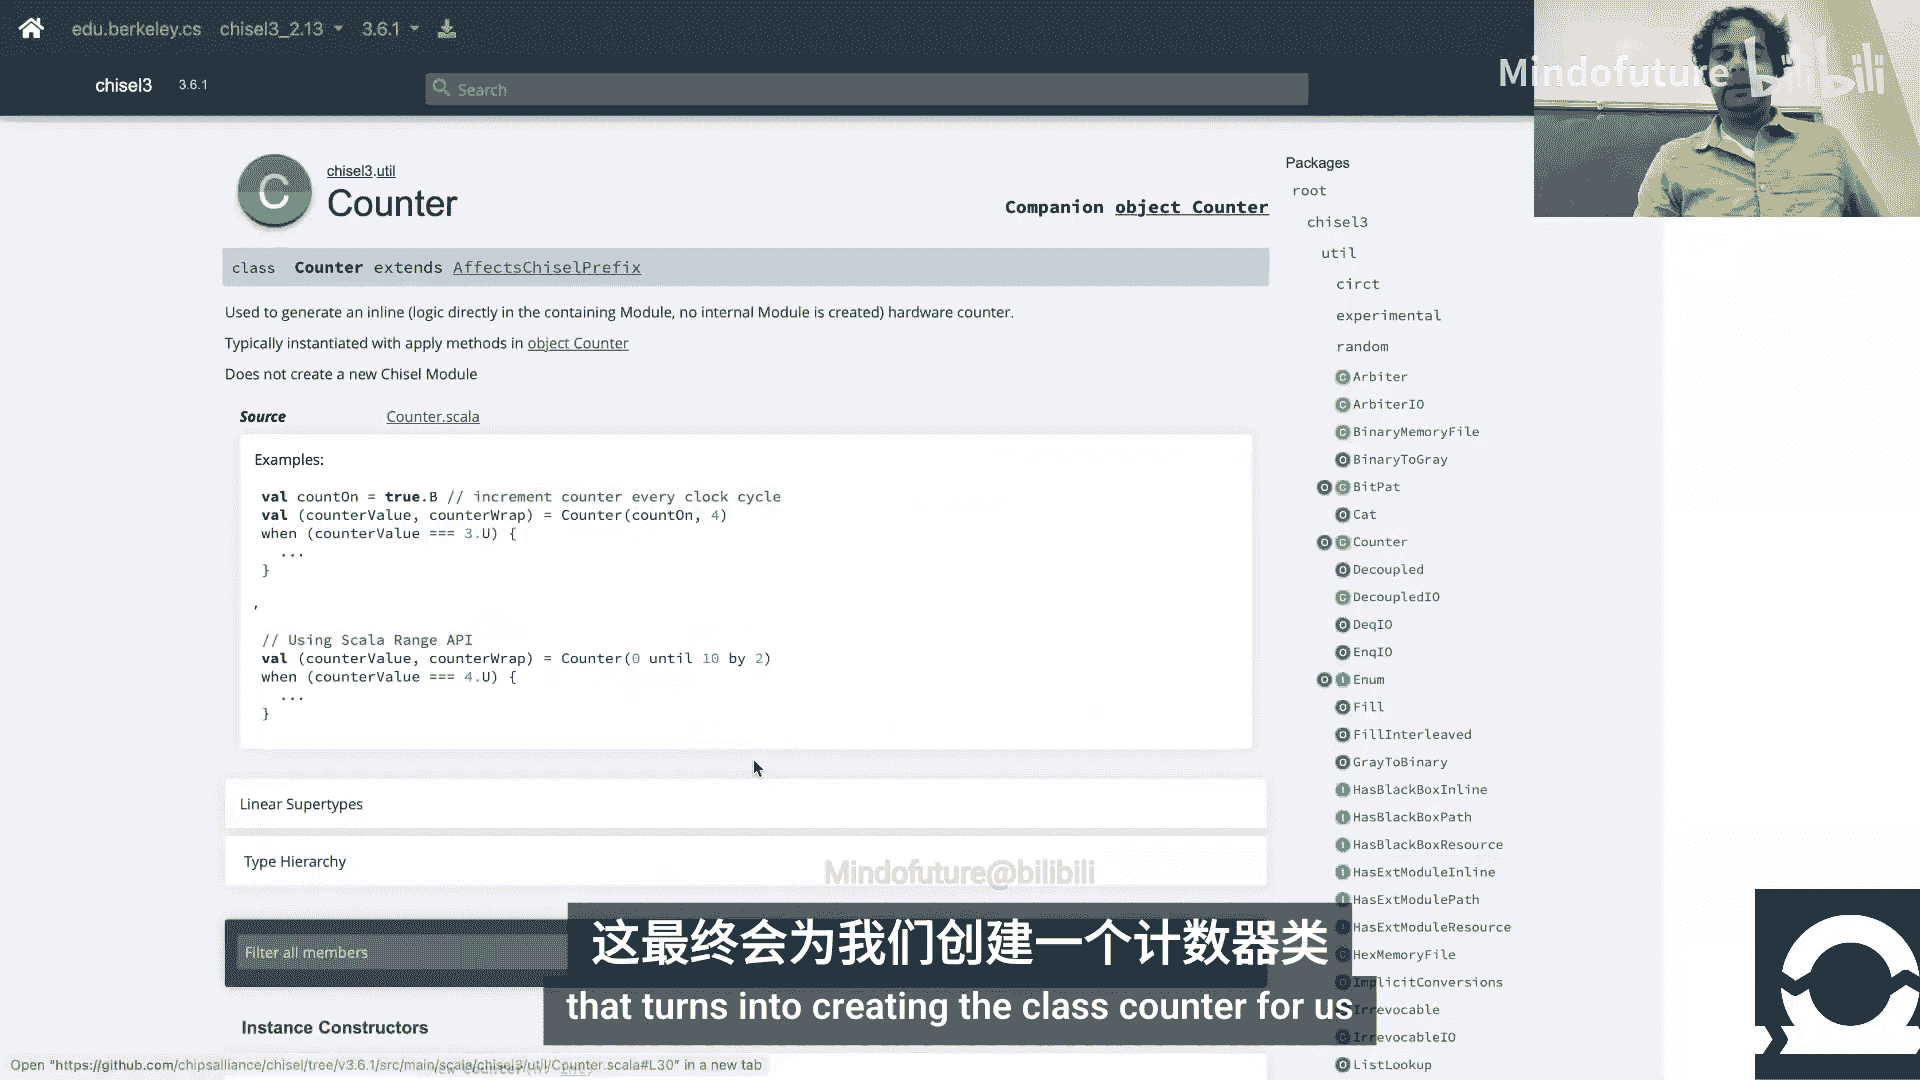 edu.berkeley.cs chisel3_2.13 3.6.1
chisel3 3.6.1 Search
Mindofuture bilibili
chisel3.util
Counter
Companion object Counter
class Counter extends AffectsChiselPrefix
Used to generate an inline (logic directly in the containing Module, no internal Module is created) hardware counter.
Typically instantiated with apply methods in object Counter
Does not create a new Chisel Module
Source Counter.scala
Examples:
val countOn = true.B // increment counter every clock cycle
val (counterValue, counterWrap) = Counter(countOn, 4)
when (counterValue === 3.U) {
...
}
,
// Using Scala Range API
val (counterValue, counterWrap) = Counter(0 until 10 by 2)
when (counterValue === 4.U) {
...
}
Linear Supertypes
Type Hierarchy
Filter all members
Instance Constructors
Packages
root
chisel3
util
circt
experimental
random
C Arbiter
C ArbiterIO
C BinaryMemoryFile
O BinaryToGray
O C BitPat
O Cat
O C Counter
O Decoupled
C DecoupledIO
O DeqIO
O EnqIO
O I Enum
O Fill
O FillInterleaved
O GrayToBinary
I HasBlackBoxInline
I HasBlackBoxPath
I HasBlackBoxResource
I HasExtModuleInline
I HasExtModulePath
HasExtModuleResource
HexMemoryFile
ImplicitConversions
Irrevocable
IrrevocableIO
O ListLookup
Mindofuture@bilibili
这最终会为我们创建一个计数器类
that turns into creating the class counter for us
Open "https://github.com/chipsalliance/chisel/tree/v3.6.1/src/main/scala/chisel3/util/Counter.scala#L30" in a new tab